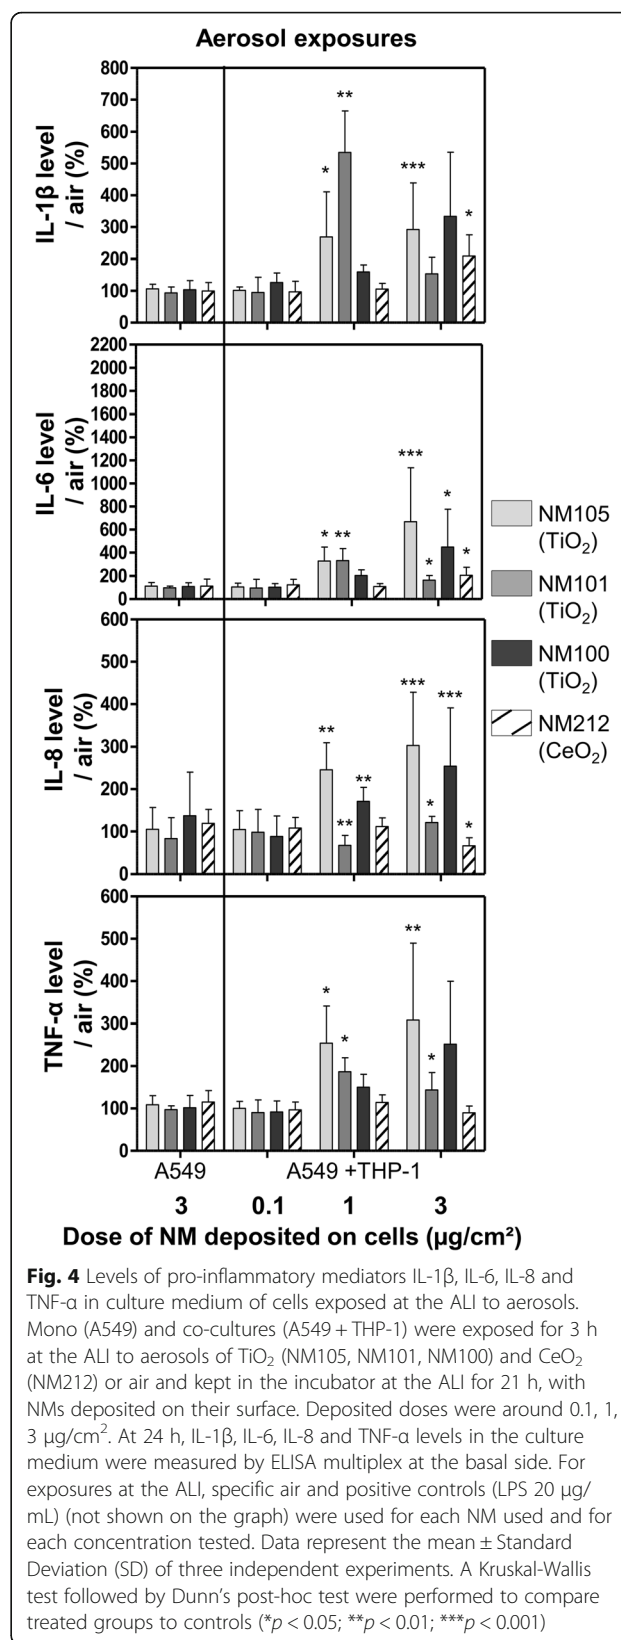 Aerosol exposures
IL-1β level
/ air (%)
800
700
600
500
400
300
200
100
0
* ** *** *
IL-6 level
/ air (%)
2200
2000
1800
1600
1400
1200
1000
800
600
400
200
0
* ** *** * * *
IL-8 level
/ air (%)
600
500
400
300
200
100
0
** ** ** *** * *** *
TNF-α level
/ air (%)
600
500
400
300
200
100
0
* * ** *
NM105
(TiO₂)
NM101
(TiO₂)
NM100
(TiO₂)
NM212
(CeO₂)
A549 A549 +THP-1
3 0.1 1 3
Dose of NM deposited on cells (µg/cm²)
Fig. 4 Levels of pro-inflammatory mediators IL-1β, IL-6, IL-8 and
TNF-α in culture medium of cells exposed at the ALI to aerosols.
Mono (A549) and co-cultures (A549 + THP-1) were exposed for 3 h
at the ALI to aerosols of TiO₂ (NM105, NM101, NM100) and CeO₂
(NM212) or air and kept in the incubator at the ALI for 21 h, with
NMs deposited on their surface. Deposited doses were around 0.1, 1,
3 μg/cm². At 24 h, IL-1β, IL-6, IL-8 and TNF-α levels in the culture
medium were measured by ELISA multiplex at the basal side. For
exposures at the ALI, specific air and positive controls (LPS 20 μg/
mL) (not shown on the graph) were used for each NM used and for
each concentration tested. Data represent the mean ± Standard
Deviation (SD) of three independent experiments. A Kruskal-Wallis
test followed by Dunn's post-hoc test were performed to compare
treated groups to controls (*p < 0.05; **p < 0.01; ***p < 0.001)